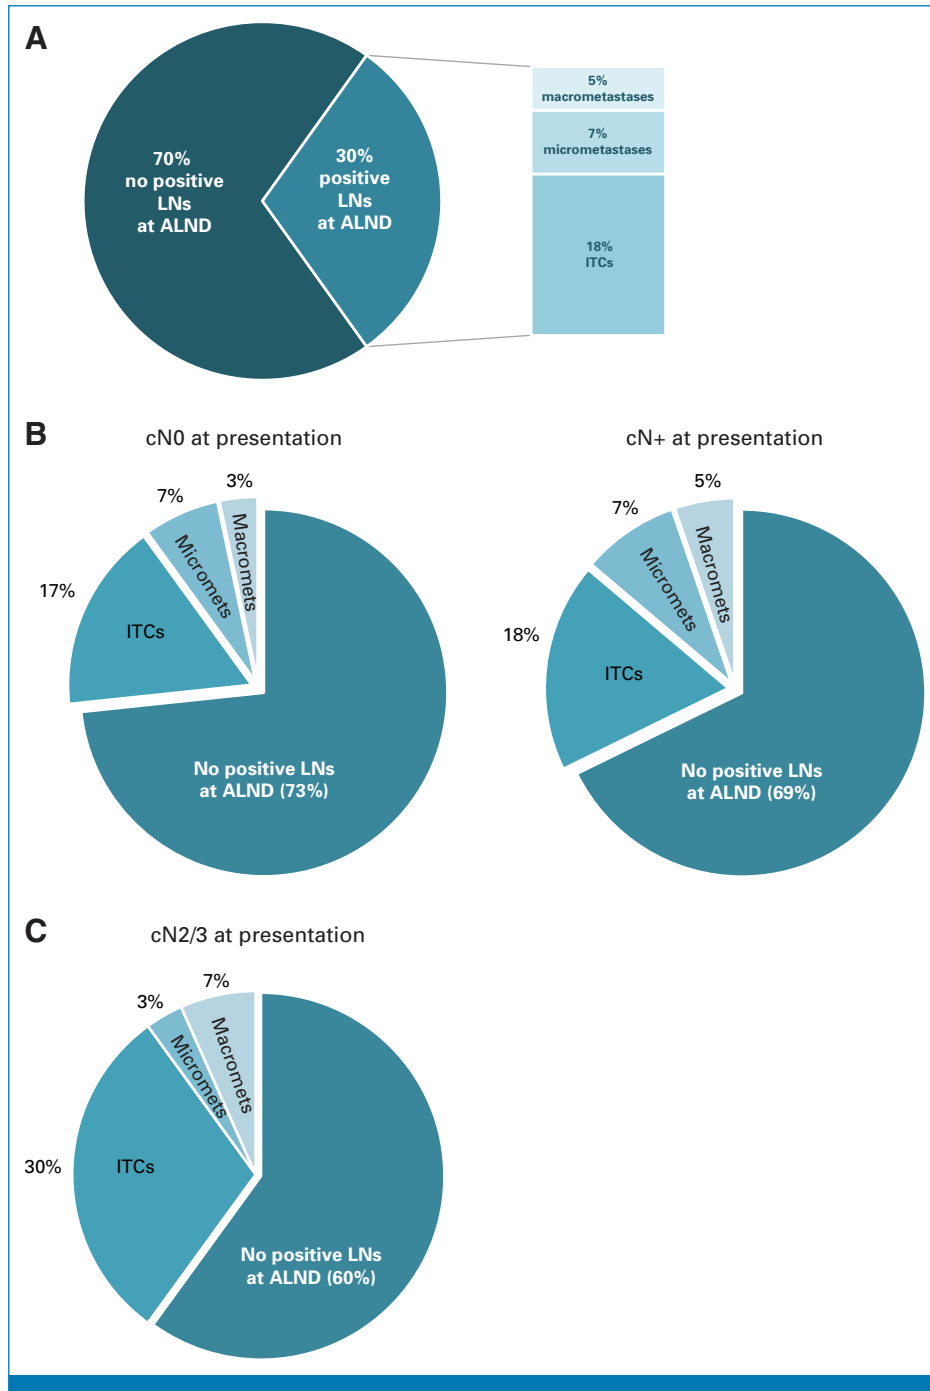 A
70%
no positive
LNs
at ALND
30%
positive
LNs
at ALND
5%
macrometastases
7%
micrometastases
18%
ITCs
B
cN0 at presentation
3%
7%
17%
Macromets
Micromets
ITCs
No positive LNs
at ALND (73%)
cN+ at presentation
5%
7%
18%
Macromets
Micromets
ITCs
No positive LNs
at ALND (69%)
C
cN2/3 at presentation
7%
3%
30%
Macromets
Micromets
ITCs
No positive LNs
at ALND (60%)